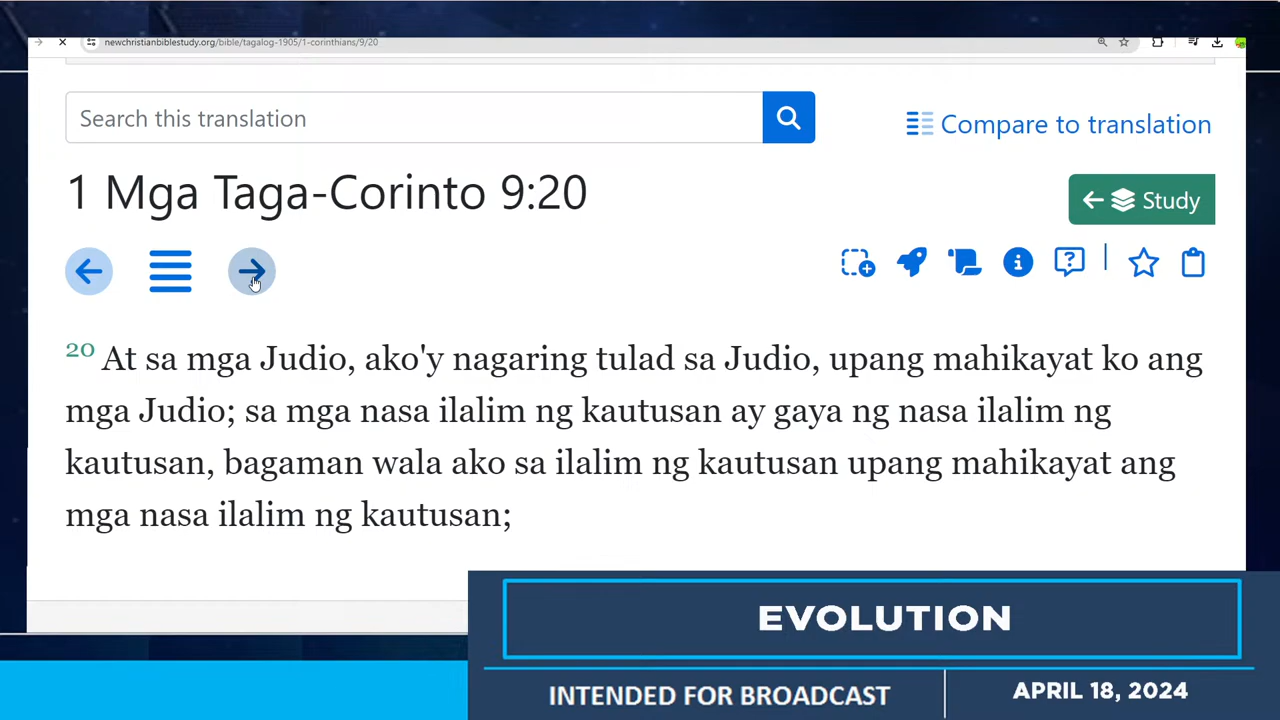 newchristianbiblestudy.org/bible/tagalog-1905/1-corinthians/9/20
Search this translation
Compare to translation
1 Mga Taga-Corinto 9:20
Study
20 At sa mga Judio, ako'y nagaring tulad sa Judio, upang mahikayat ko ang
mga Judio; sa mga nasa ilalim ng kautusan ay gaya ng nasa ilalim ng
kautusan, bagaman wala ako sa ilalim ng kautusan upang mahikayat ang
mga nasa ilalim ng kautusan;
EVOLUTION
INTENDED FOR BROADCAST
APRIL 18, 2024